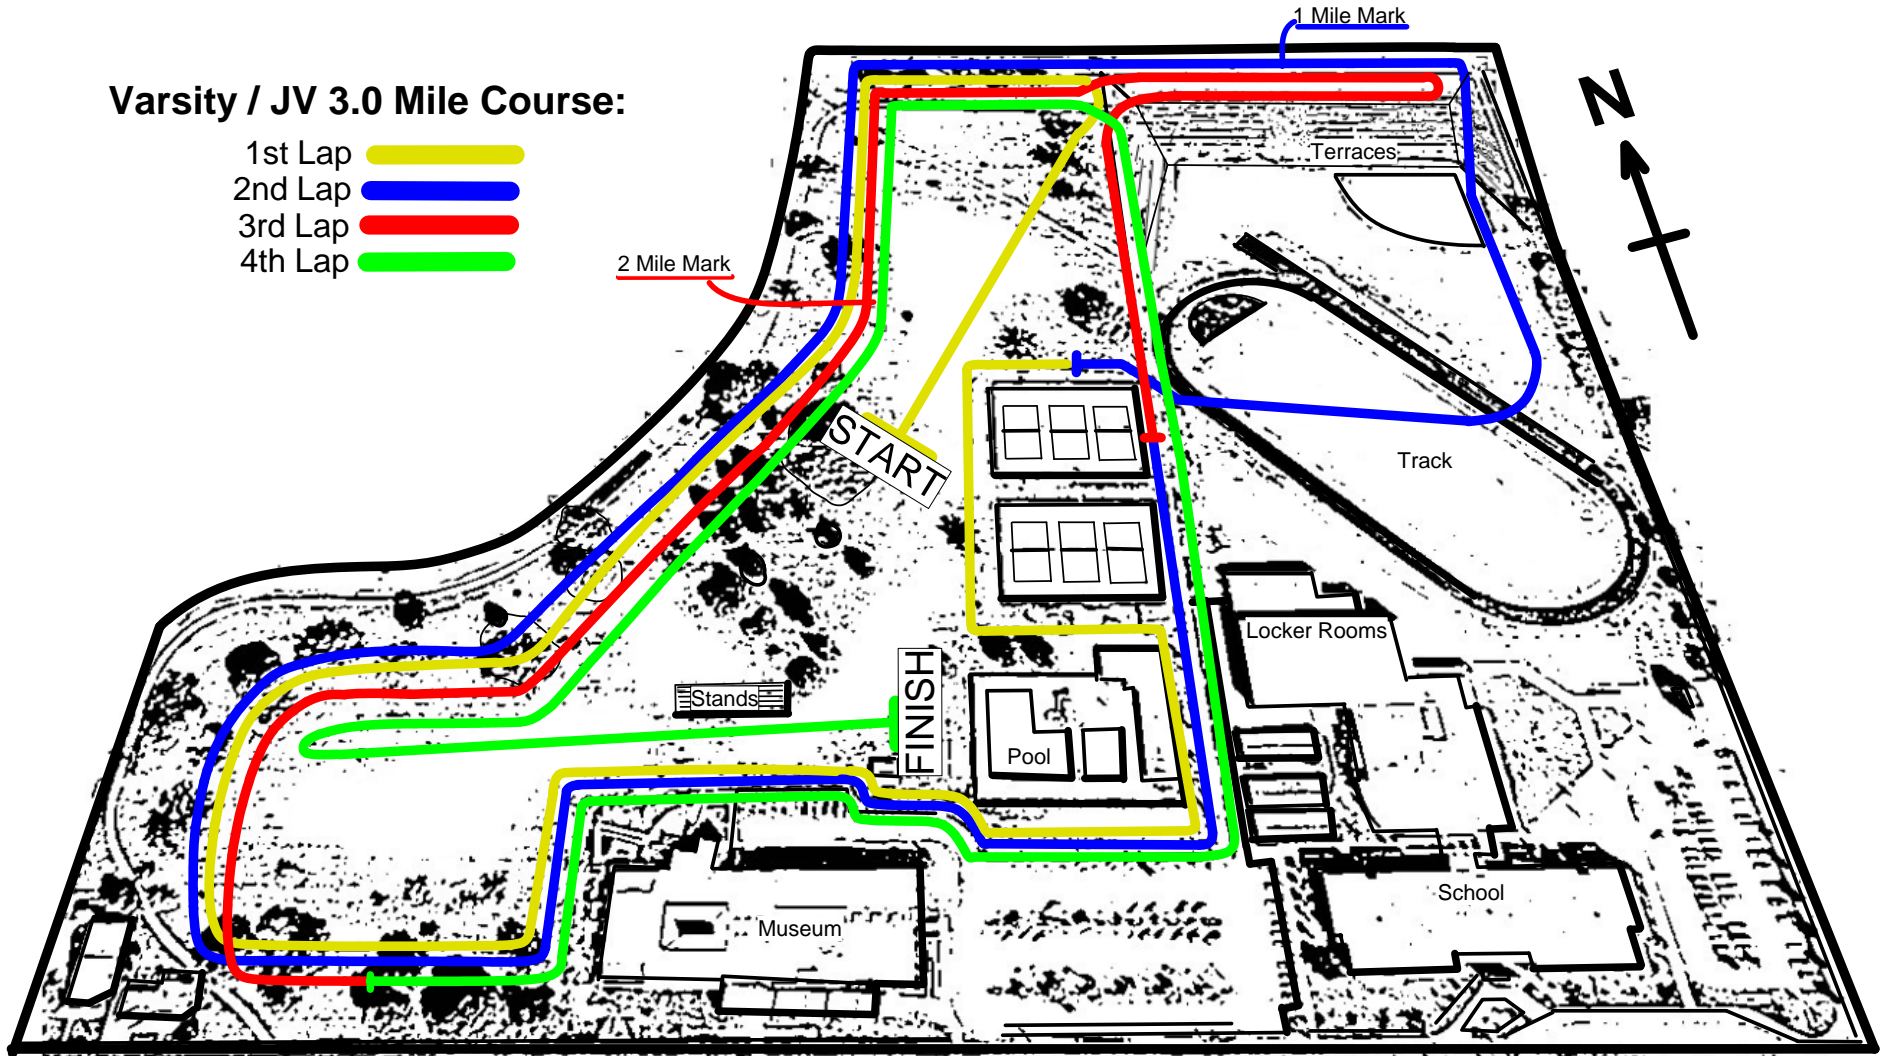 1 Mile Mark
Varsity / JV 3.0 Mile Course:
N
1st Lap
2nd Lap
3rd Lap
4th Lap
Terraces
2 Mile Mark
START
Track
Locker Rooms
Stands
FINISH
Pool
School
Museum